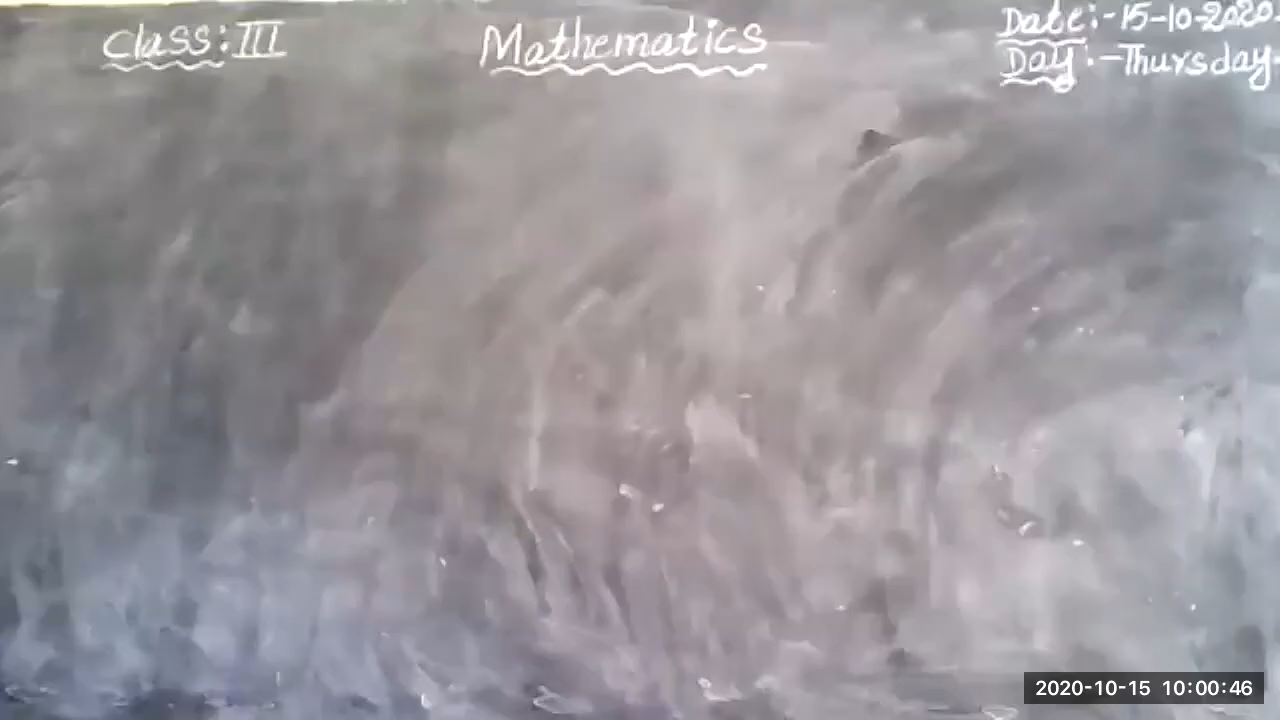 Class:III
Mathematics
Date:-15-10-2020.
Day:-Thursday-
2020-10-15 10:00:46